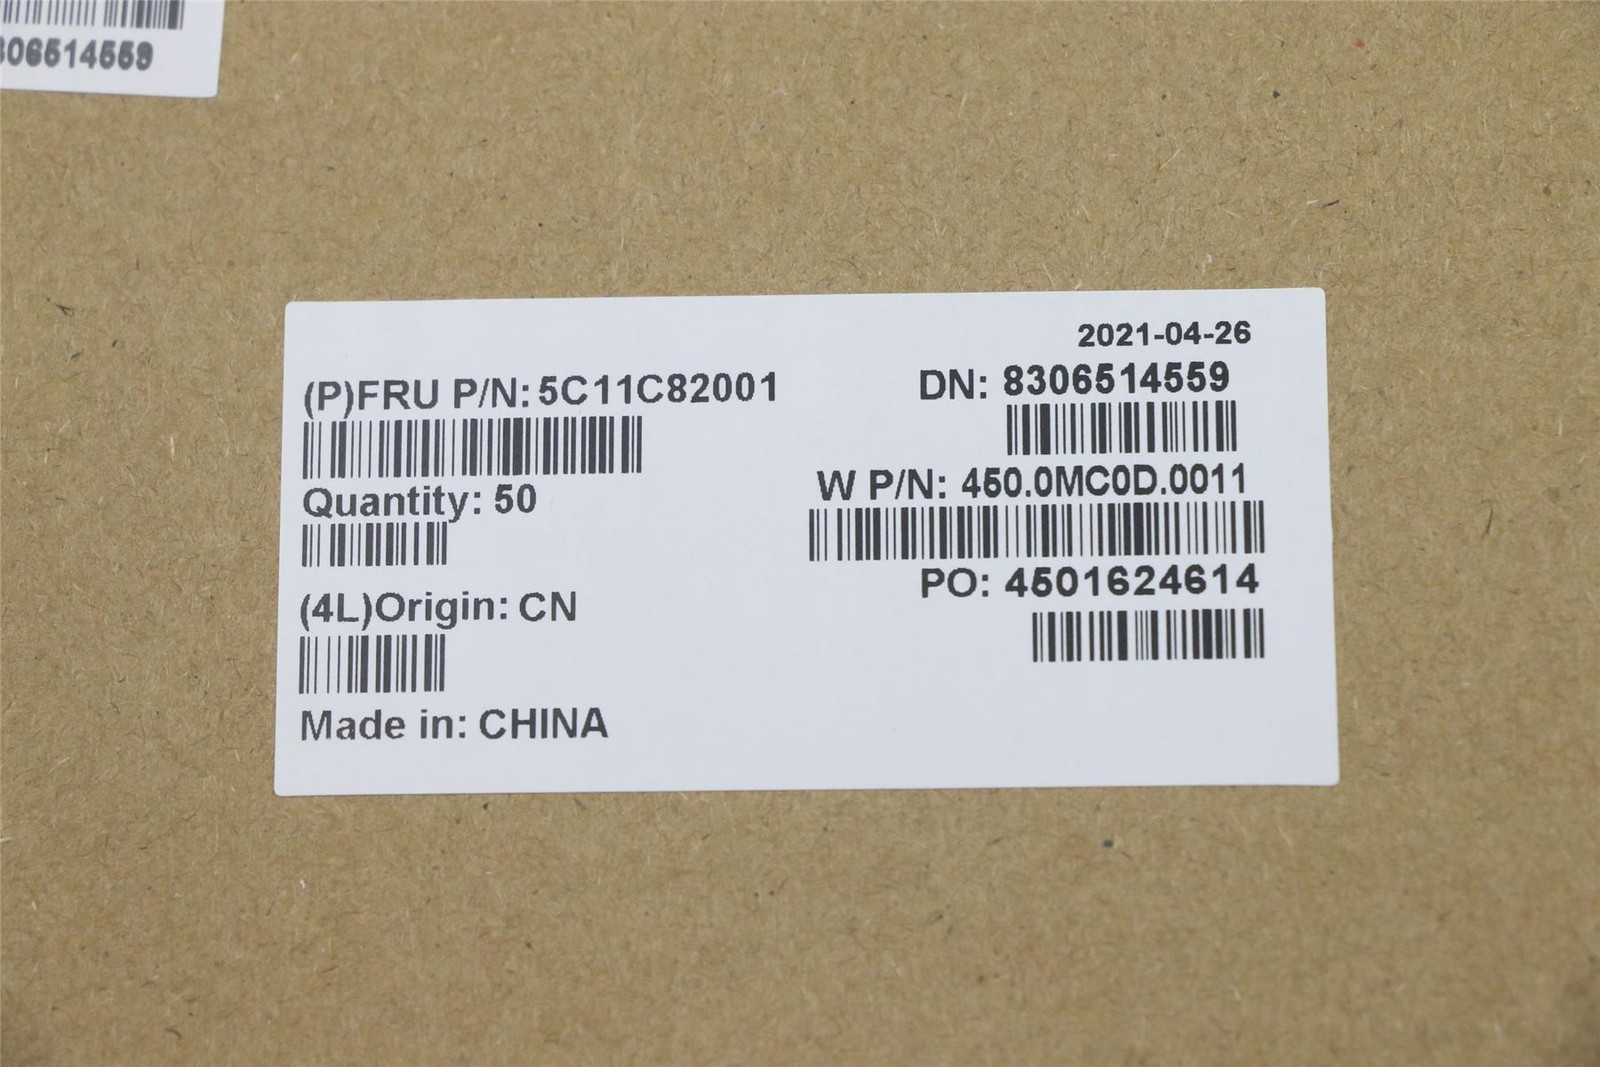 306514559
2021-04-26
(P)FRU P/N: 5C11C82001
DN: 8306514559
Quantity: 50
W P/N: 450.0MC0D.0011
(4L)Origin: CN
PO: 4501624614
Made in: CHINA